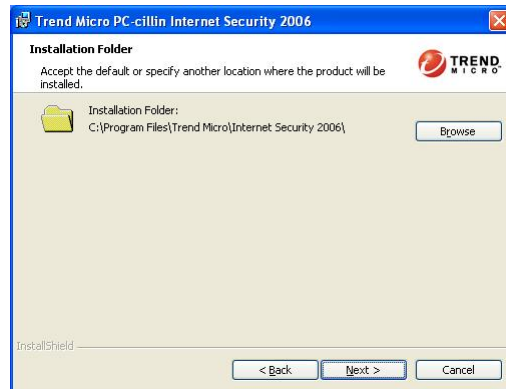 Trend Micro PC-cillin Internet Security 2006
Installation Folder
Accept the default or specify another location where the product will be
installed.
TREND
MICRO
Installation Folder:
C:\Program Files\Trend Micro\Internet Security 2006\
Browse
InstallShield
< Back
Next >
Cancel